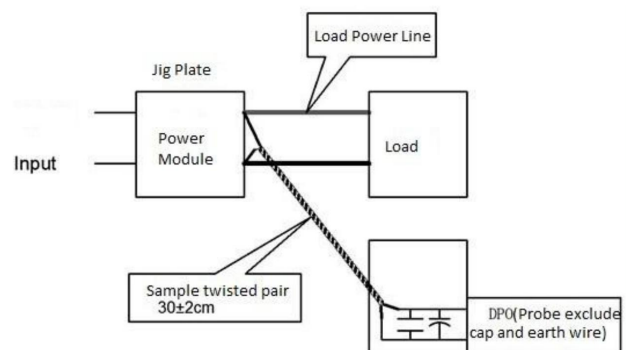 Load Power Line
Jig Plate
Power
Module
Load
Input
Sample twisted pair
30±2cm
DPO(Probe exclude
cap and earth wire)